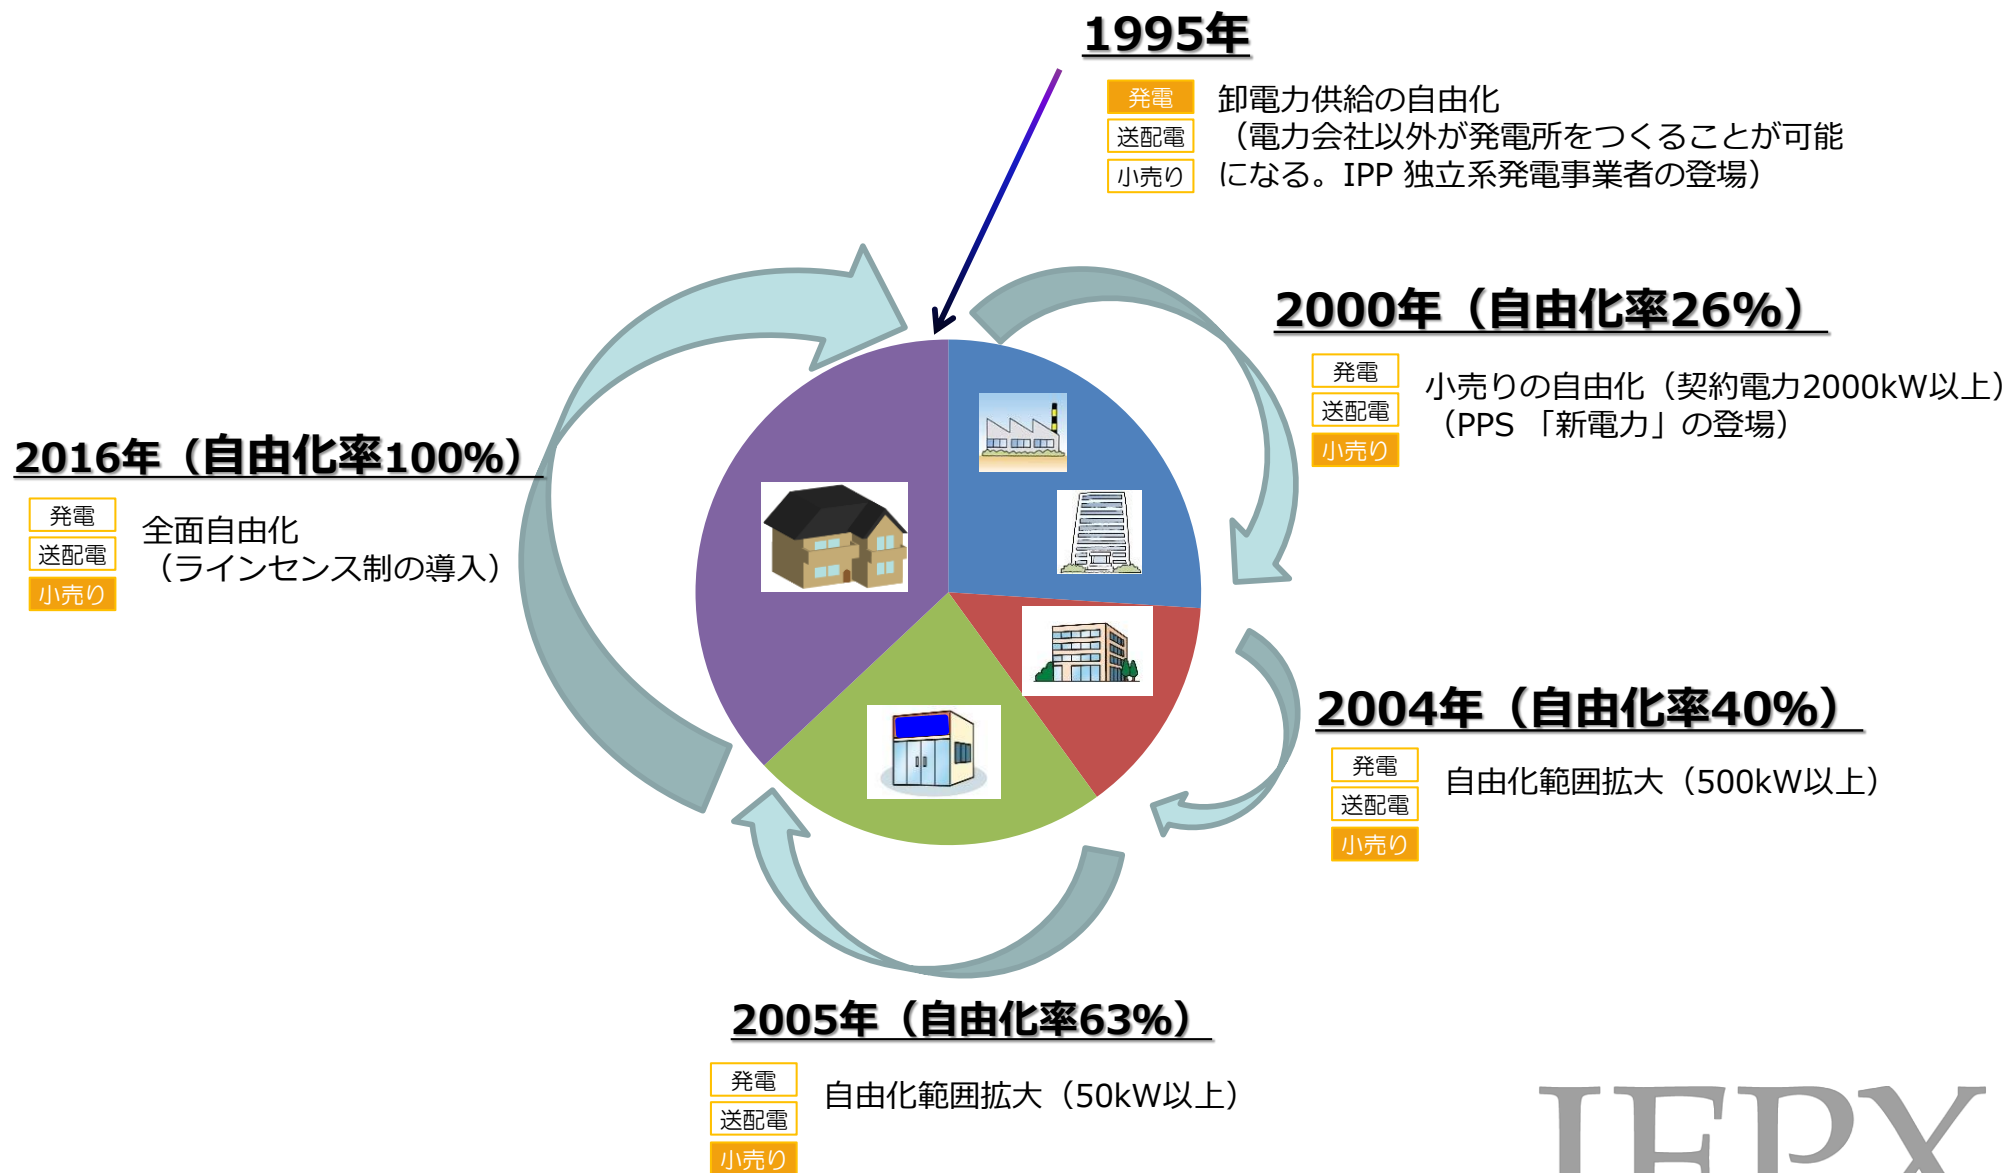 1995年
発電
送配電
小売り
卸電力供給の自由化
（電力会社以外が発電所をつくることが可能
になる。IPP 独立系発電事業者の登場）
2000年（自由化率26%）
発電
送配電
小売り
小売りの自由化（契約電力2000kW以上）
（PPS 「新電力」の登場）
2016年（自由化率100%）
発電
送配電
小売り
全面自由化
（ラインセンス制の導入）
2004年（自由化率40%）
発電
送配電
小売り
自由化範囲拡大（500kW以上）
2005年（自由化率63%）
発電
送配電
小売り
自由化範囲拡大（50kW以上）
JEPX